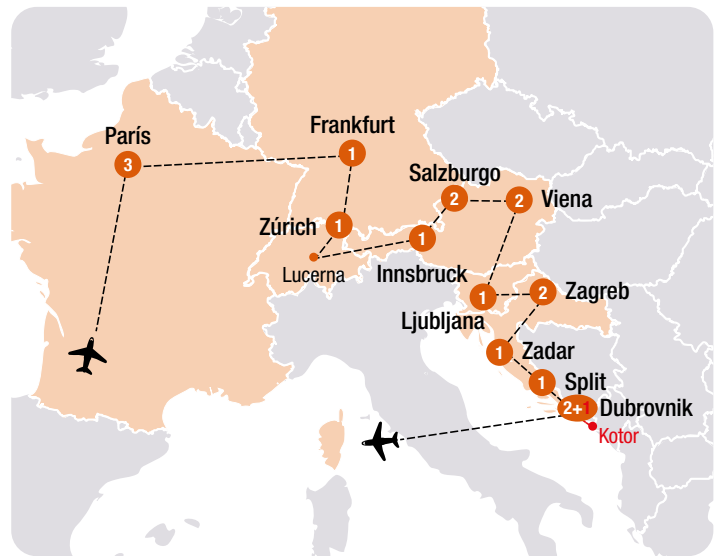 París
3
Frankfurt
1
Salzburgo
2
2
Viena
Zúrich
1
1
Lucerna
Innsbruck
1
2
Zagreb
Ljubljana
1
Zadar
1
Split
2+1
Dubrovnik
Kotor